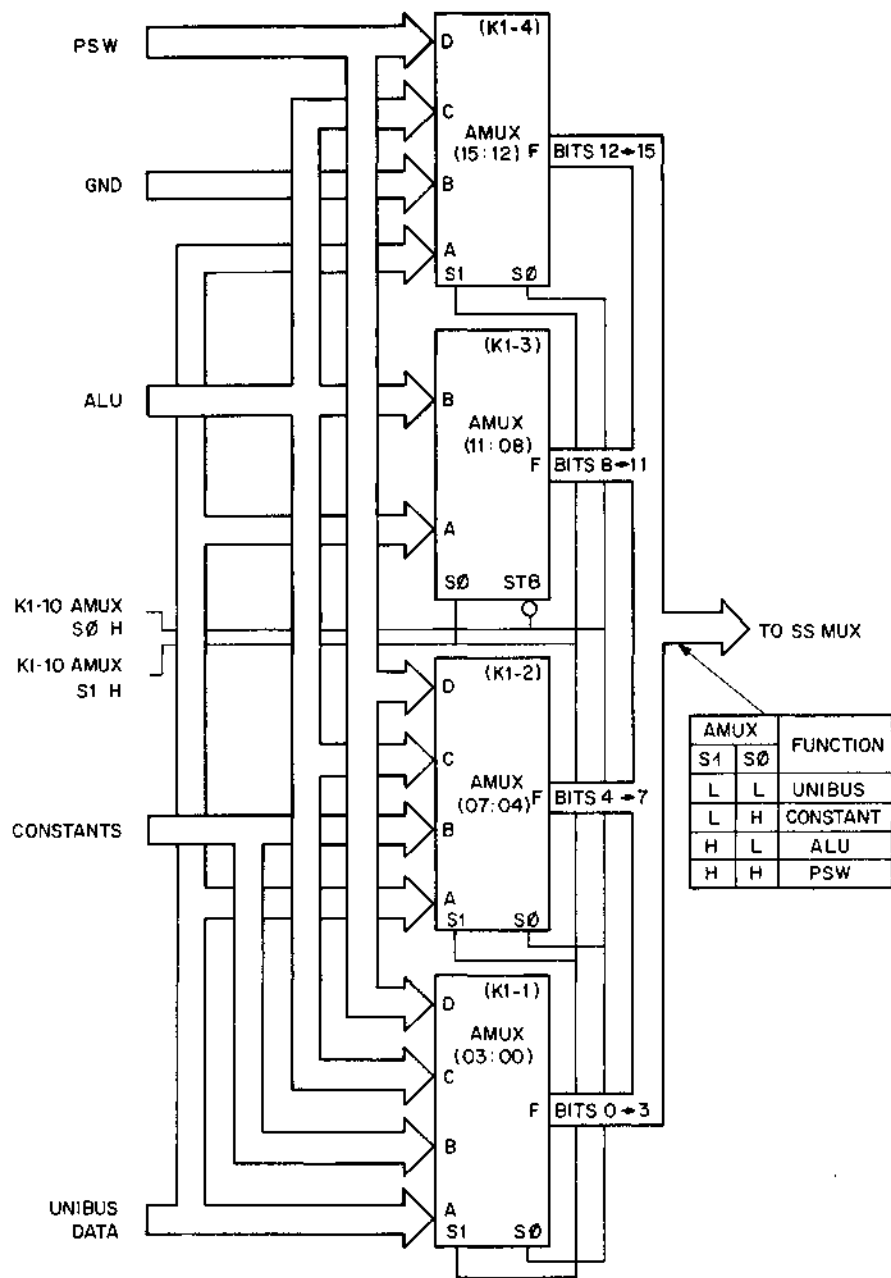 PSW
GND
ALU
K1-10 AMUX
SØ H
K1-10 AMUX
S1 H
CONSTANTS
UNIBUS
DATA
(K1-4)
D
C
AMUX
(15:12) F
B
A
S1 SØ
BITS 12→15
(K1-3)
B
AMUX
(11:08)
F
A
SØ STB
BITS 8→11
(K1-2)
D
C
AMUX
(07:04) F
B
A
S1 SØ
BITS 4→7
(K1-1)
D
AMUX
(03:00)
C
F
B
A
S1 SØ
BITS 0→3
TO SS MUX
AMUX FUNCTION
S1 SØ
L L UNIBUS
L H CONSTANT
H L ALU
H H PSW